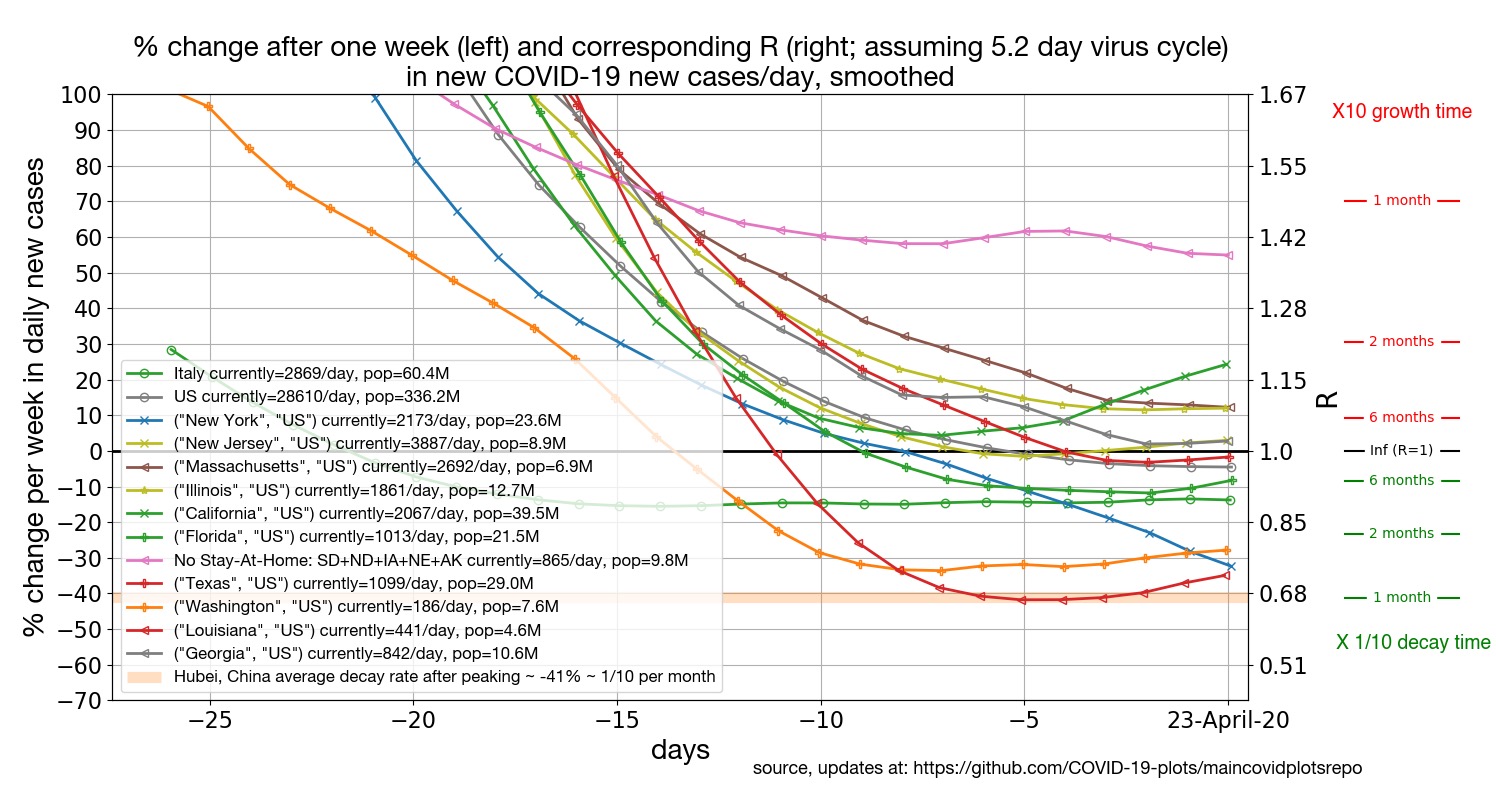 % change after one week (left) and corresponding R (right; assuming 5.2 day virus cycle)
in new COVID-19 new cases/day, smoothed
% change per week in daily new cases
100
90
80
70
60
50
40
30
20
10
0
−10
−20
−30
−40
−50
−60
−70
Italy currently=2869/day, pop=60.4M
US currently=28610/day, pop=336.2M
("New York", "US") currently=2173/day, pop=23.6M
("New Jersey", "US") currently=3887/day, pop=8.9M
("Massachusetts", "US") currently=2692/day, pop=6.9M
("Illinois", "US") currently=1861/day, pop=12.7M
("California", "US") currently=2067/day, pop=39.5M
("Florida", "US") currently=1013/day, pop=21.5M
No Stay-At-Home: SD+ND+IA+NE+AK currently=865/day, pop=9.8M
("Texas", "US") currently=1099/day, pop=29.0M
("Washington", "US") currently=186/day, pop=7.6M
("Louisiana", "US") currently=441/day, pop=4.6M
("Georgia", "US") currently=842/day, pop=10.6M
Hubei, China average decay rate after peaking ~ -41% ~ 1/10 per month
−25
−20
−15
−10
−5
23-April-20
days
1.67
1.55
1.42
1.28
1.15
1.0
0.85
0.68
0.51
R
X10 growth time
1 month
2 months
6 months
Inf (R=1)
6 months
2 months
1 month
X 1/10 decay time
source, updates at: https://github.com/COVID-19-plots/maincovidplotsrepo